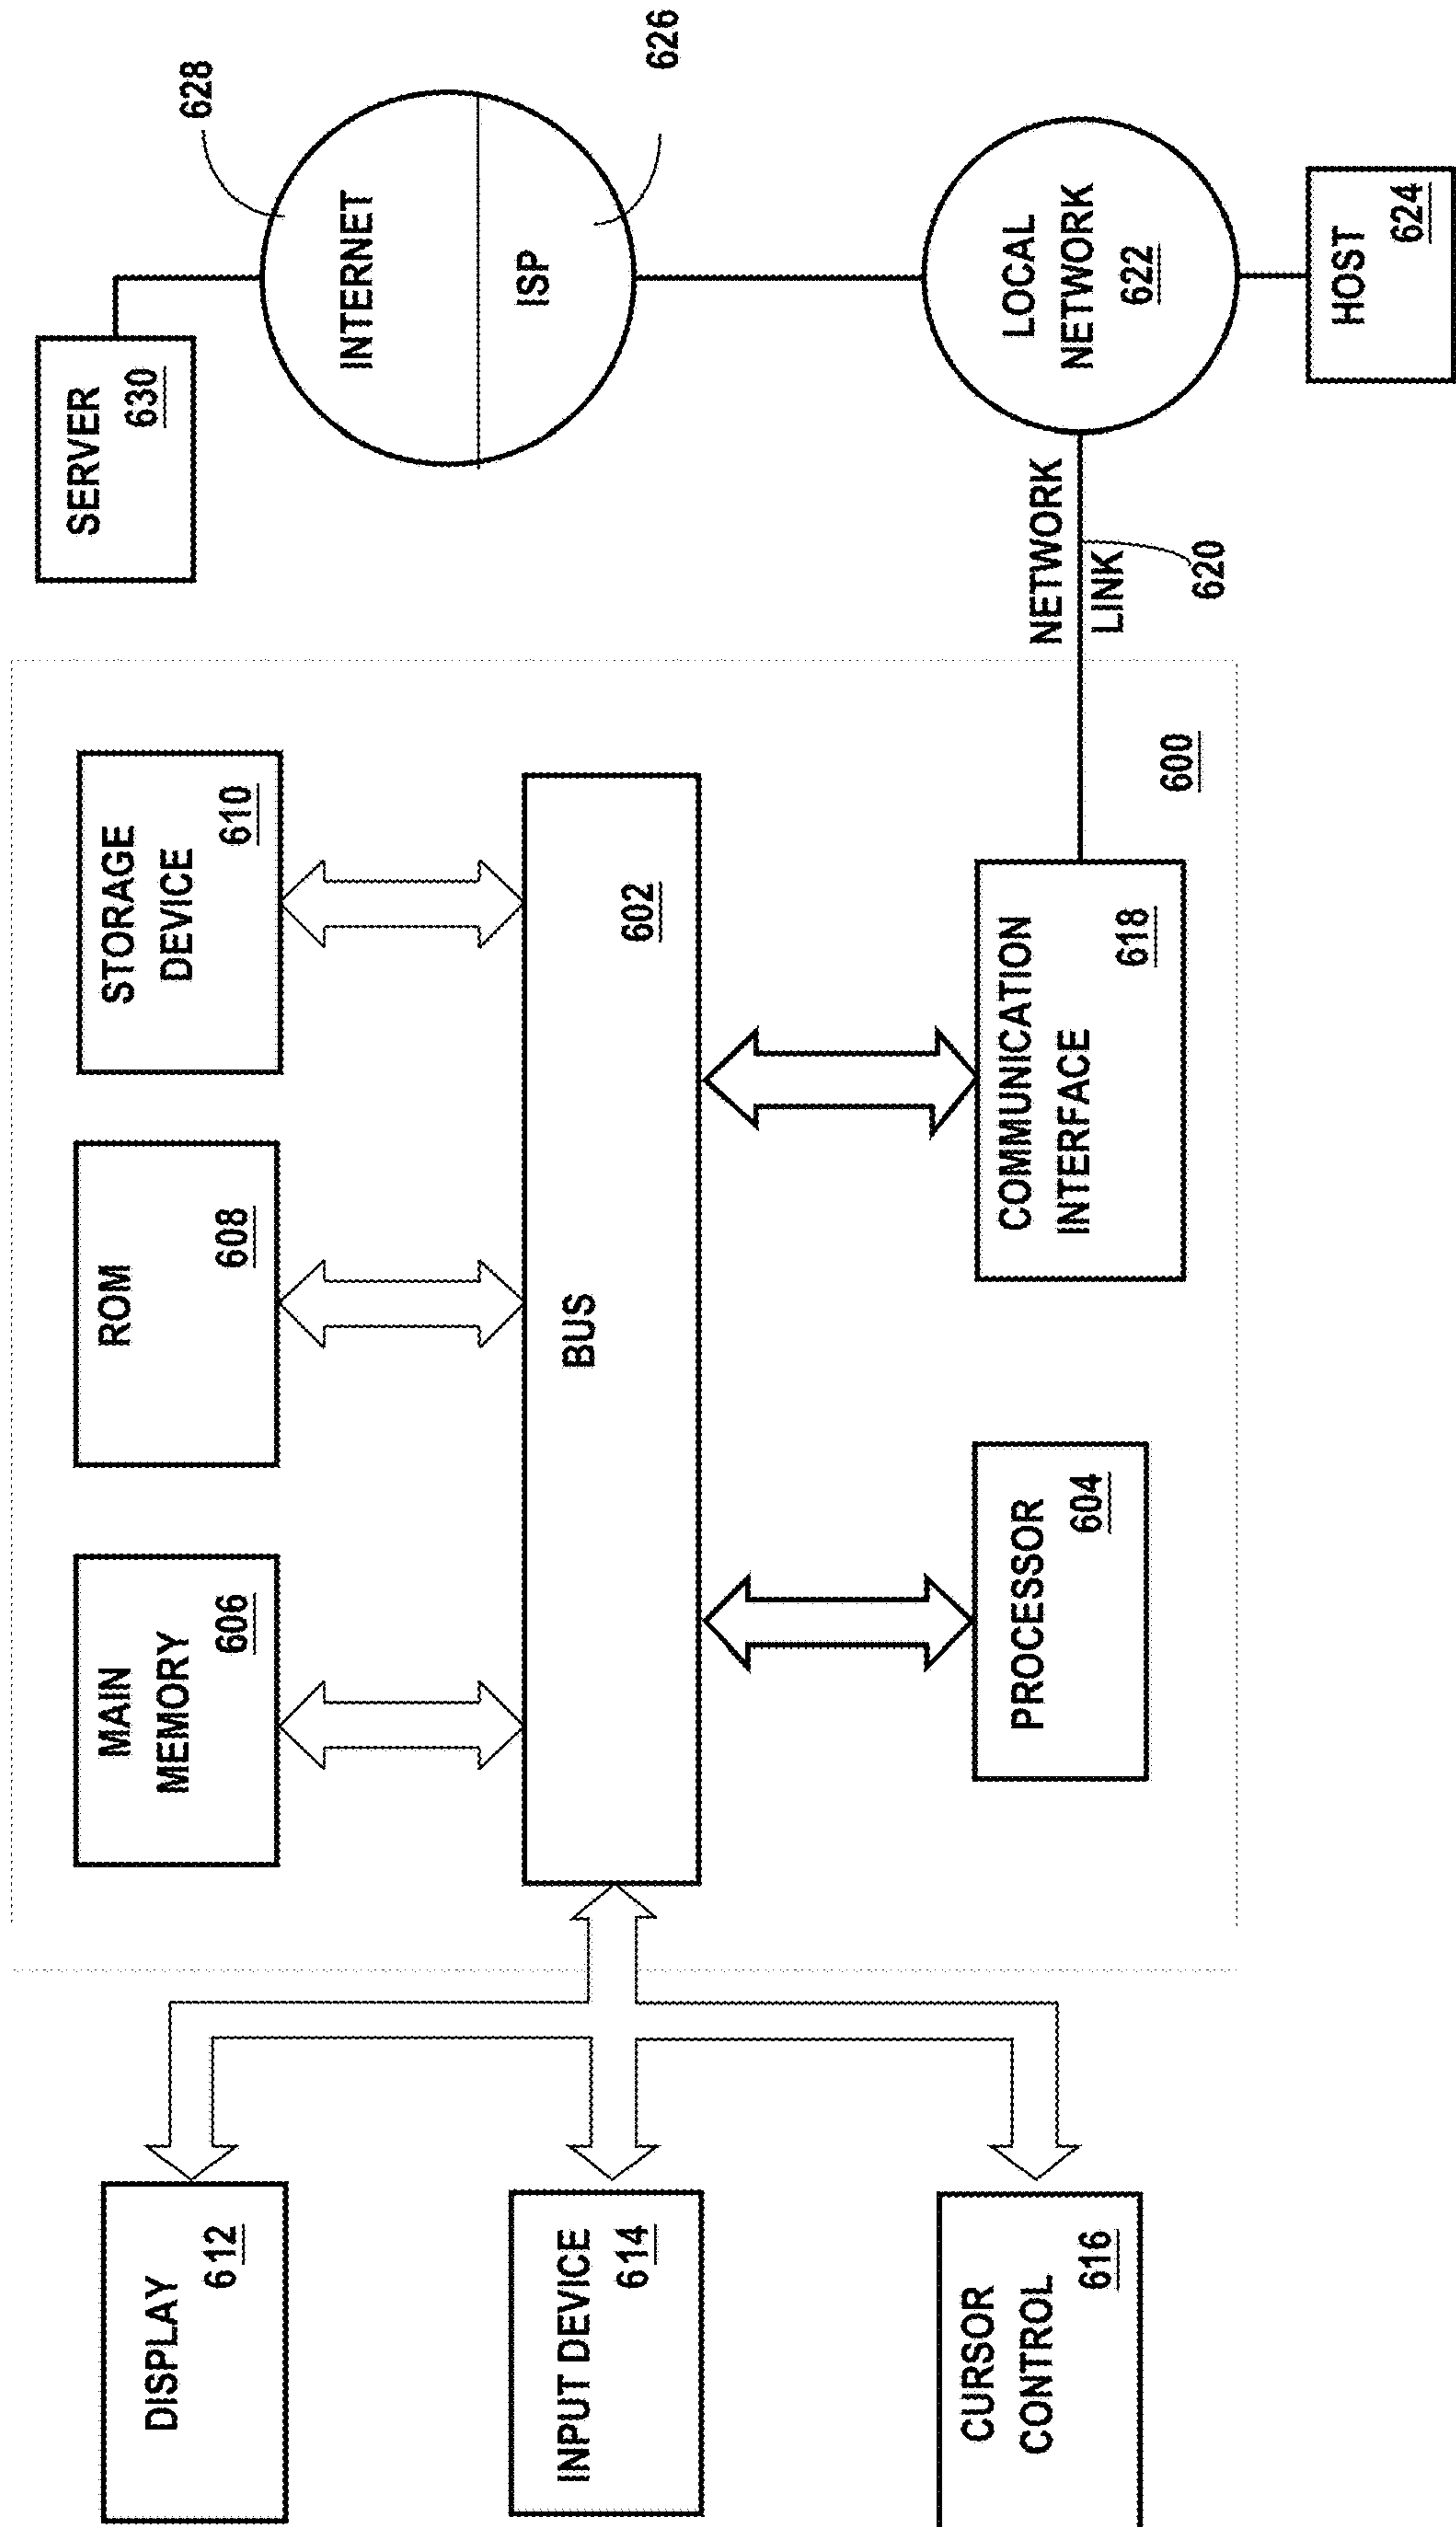 DISPLAY
612
INPUT DEVICE
614
CURSOR
CONTROL
616
MAIN
MEMORY
606
ROM
608
STORAGE
DEVICE
610
BUS
602
PROCESSOR
604
COMMUNICATION
INTERFACE
618
600
SERVER
630
628
INTERNET
ISP
626
NETWORK
LINK
620
LOCAL
NETWORK
622
HOST
624